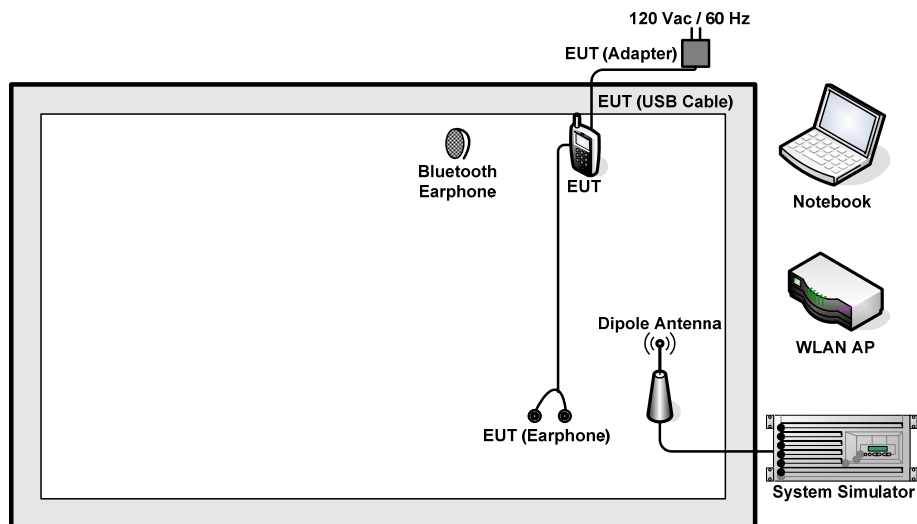 120 Vac / 60 Hz
EUT (Adapter)
EUT (USB Cable)
Bluetooth
Earphone
EUT
Notebook
Dipole Antenna
WLAN AP
EUT (Earphone)
System Simulator